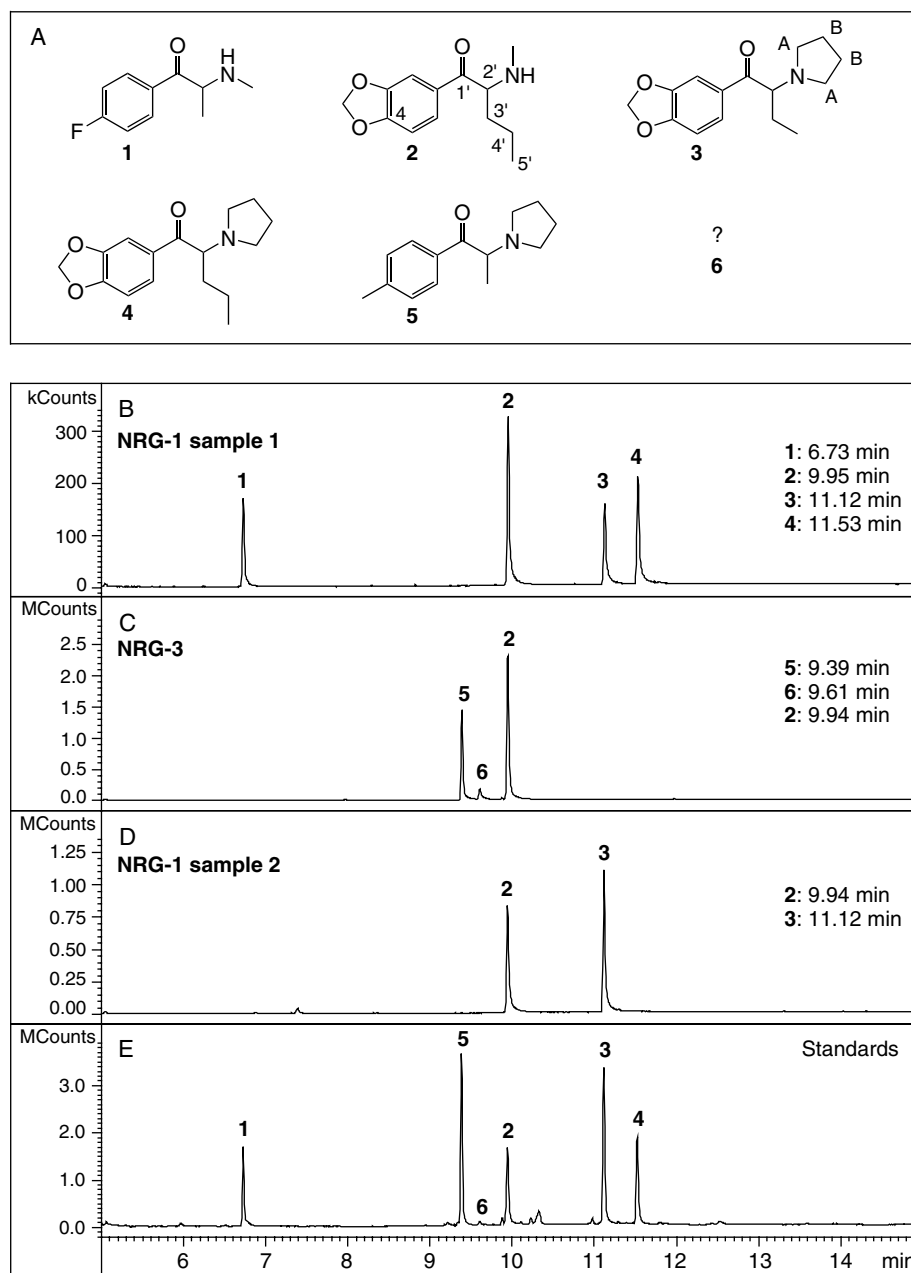 A
O
H
N
F
1
O
2'
NH
1'
3'
4'
5'
O
O
4
2
O
N
A
B
B
A
O
O
3
O
N
O
O
4
O
N
5
?
6
kCounts
B
NRG-1 sample 1
300
200
100
0
1
2
3
4
1: 6.73 min
2: 9.95 min
3: 11.12 min
4: 11.53 min
MCounts
C
NRG-3
2.5
2.0
1.5
1.0
0.5
0.0
5
6
2
5: 9.39 min
6: 9.61 min
2: 9.94 min
MCounts
D
NRG-1 sample 2
1.25
1.00
0.75
0.50
0.25
0.00
2
3
2: 9.94 min
3: 11.12 min
MCounts
E
Standards
3.0
2.0
1.0
0.0
1
5
6
2
3
4
6 7 8 9 10 11 12 13 14 min